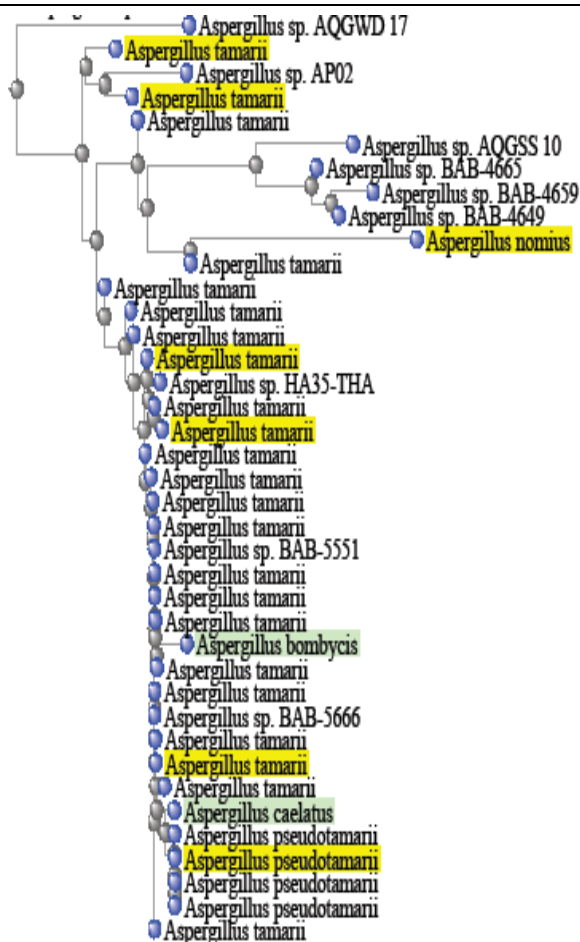 Aspergillus sp. AQGWD 17
Aspergillus tamarii
Aspergillus sp. AP02
Aspergillus tamarii
Aspergillus tamarii
Aspergillus sp. AQGSS 10
Aspergillus sp. BAB-4665
Aspergillus sp. BAB-4659
Aspergillus sp. BAB-4649
Aspergillus nomius
Aspergillus tamarii
Aspergillus tamarii
Aspergillus tamarii
Aspergillus tamarii
Aspergillus tamarii
Aspergillus sp. HA35-THA
Aspergillus tamarii
Aspergillus tamarii
Aspergillus tamarii
Aspergillus tamarii
Aspergillus tamarii
Aspergillus tamarii
Aspergillus sp. BAB-5551
Aspergillus tamarii
Aspergillus tamarii
Aspergillus tamarii
Aspergillus bombycis
Aspergillus tamarii
Aspergillus tamarii
Aspergillus sp. BAB-5666
Aspergillus tamarii
Aspergillus tamarii
Aspergillus tamarii
Aspergillus caelatus
Aspergillus pseudotamarii
Aspergillus pseudotamarii
Aspergillus pseudotamarii
Aspergillus pseudotamarii
Aspergillus tamarii